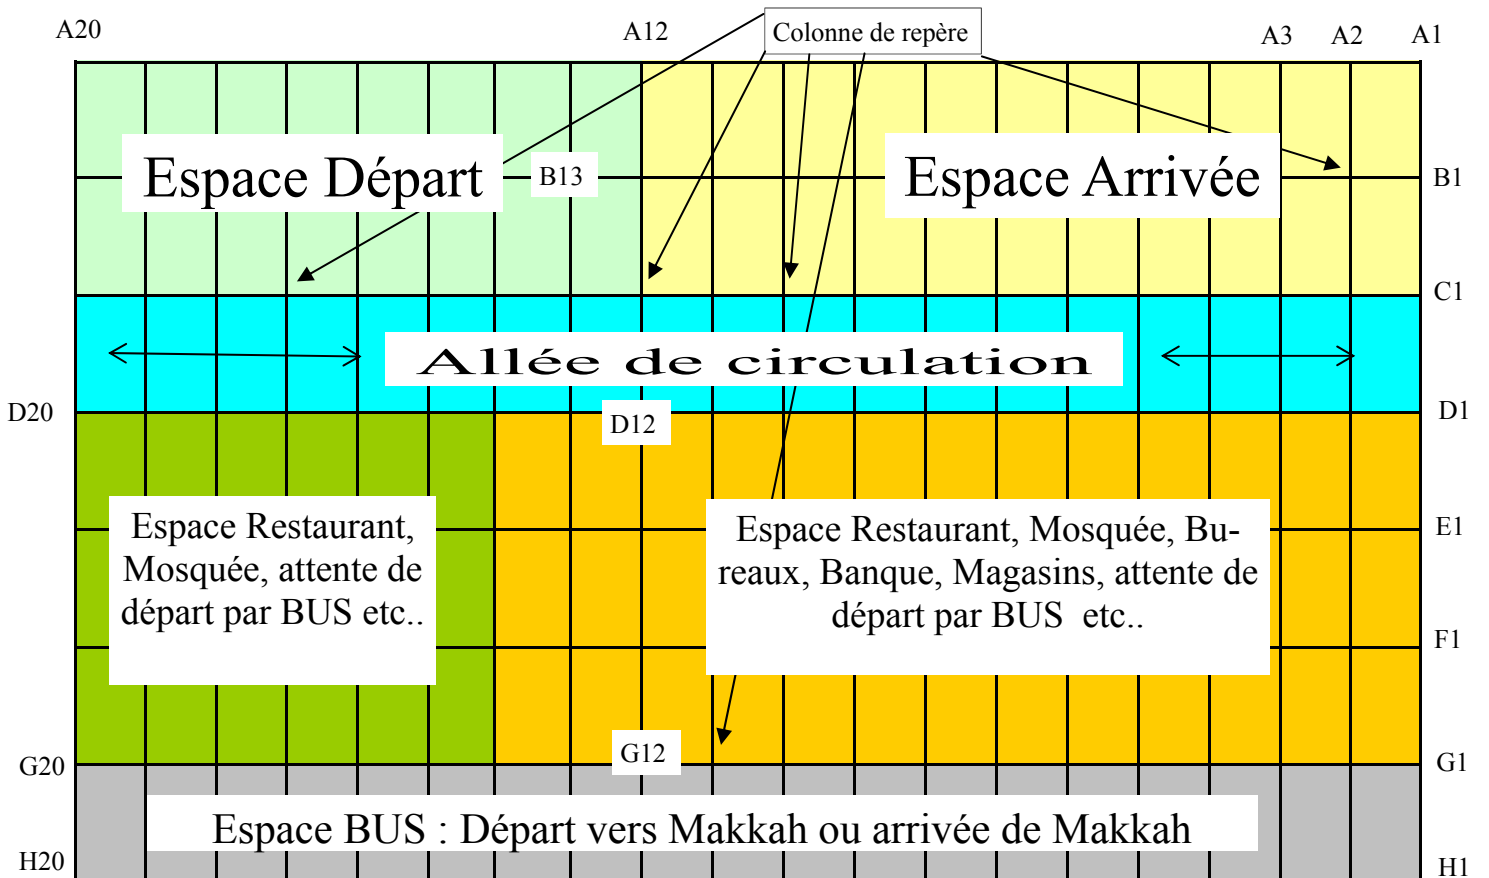 A20
A12
Colonne de repère
A3
A2
A1
Espace Départ
B13
Espace Arrivée
B1
C1
Allée de circulation
D20
D12
D1
Espace Restaurant,
Mosquée, attente de
départ par BUS etc..
Espace Restaurant, Mosquée, Bu-
reaux, Banque, Magasins, attente de
départ par BUS  etc..
E1
F1
G20
G12
G1
Espace BUS : Départ vers Makkah ou arrivée de Makkah
H20
H1